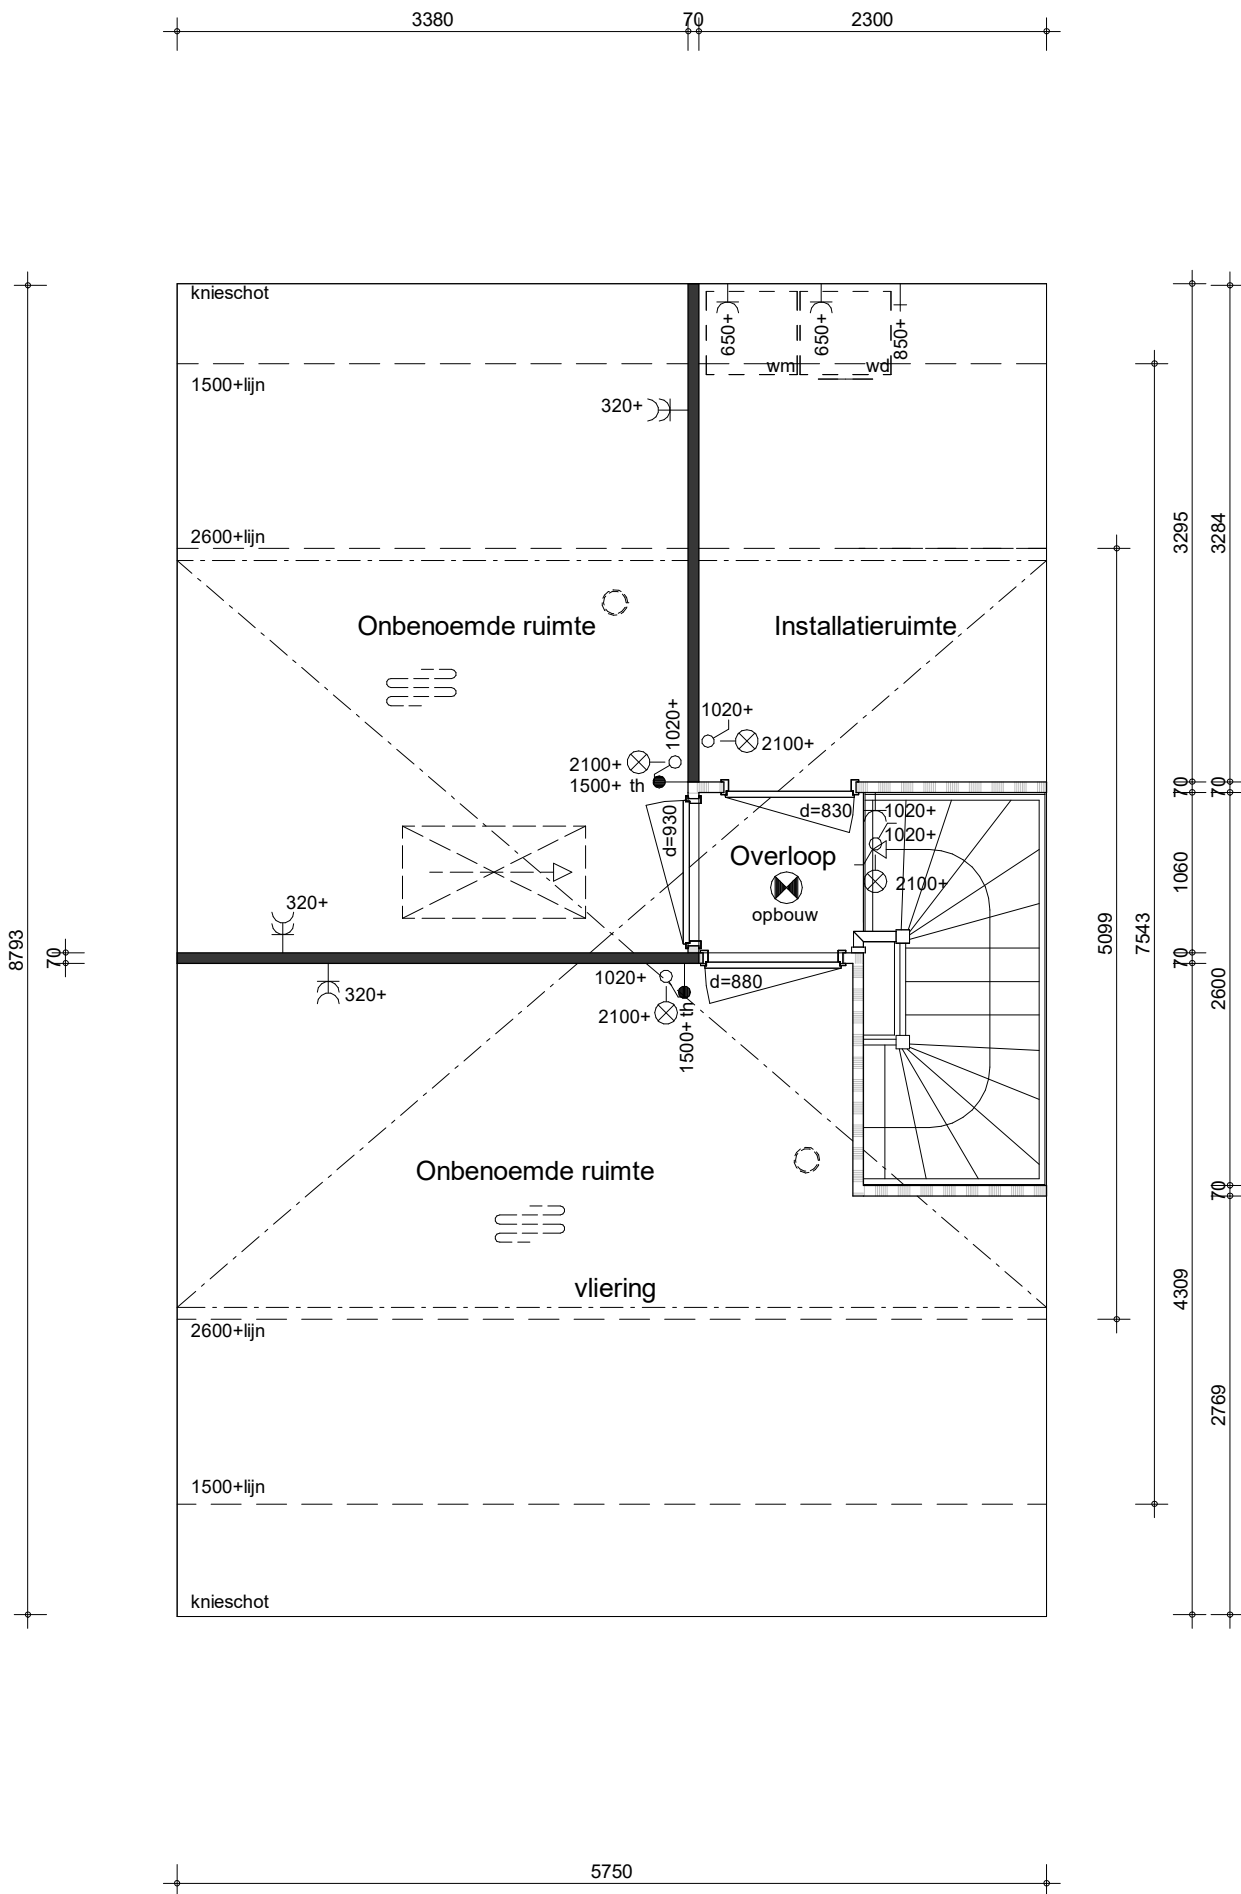 3380
70
2300
knieschot
650+
650+
850+
wm
wd
1500+lijn
320+
2600+lijn
3295
3284
Onbenoemde ruimte
Installatieruimte
1020+
1020+
2100+
2100+
1500+ th
70
70
d=930
d=830
1020+
1020+
Overloop
2100+
opbouw
1060
320+
8793
70
5099
7543
70
2600
320+
1020+
d=880
2100+
1500+ th
Onbenoemde ruimte
70
vliering
4309
2600+lijn
2769
1500+lijn
knieschot
5750